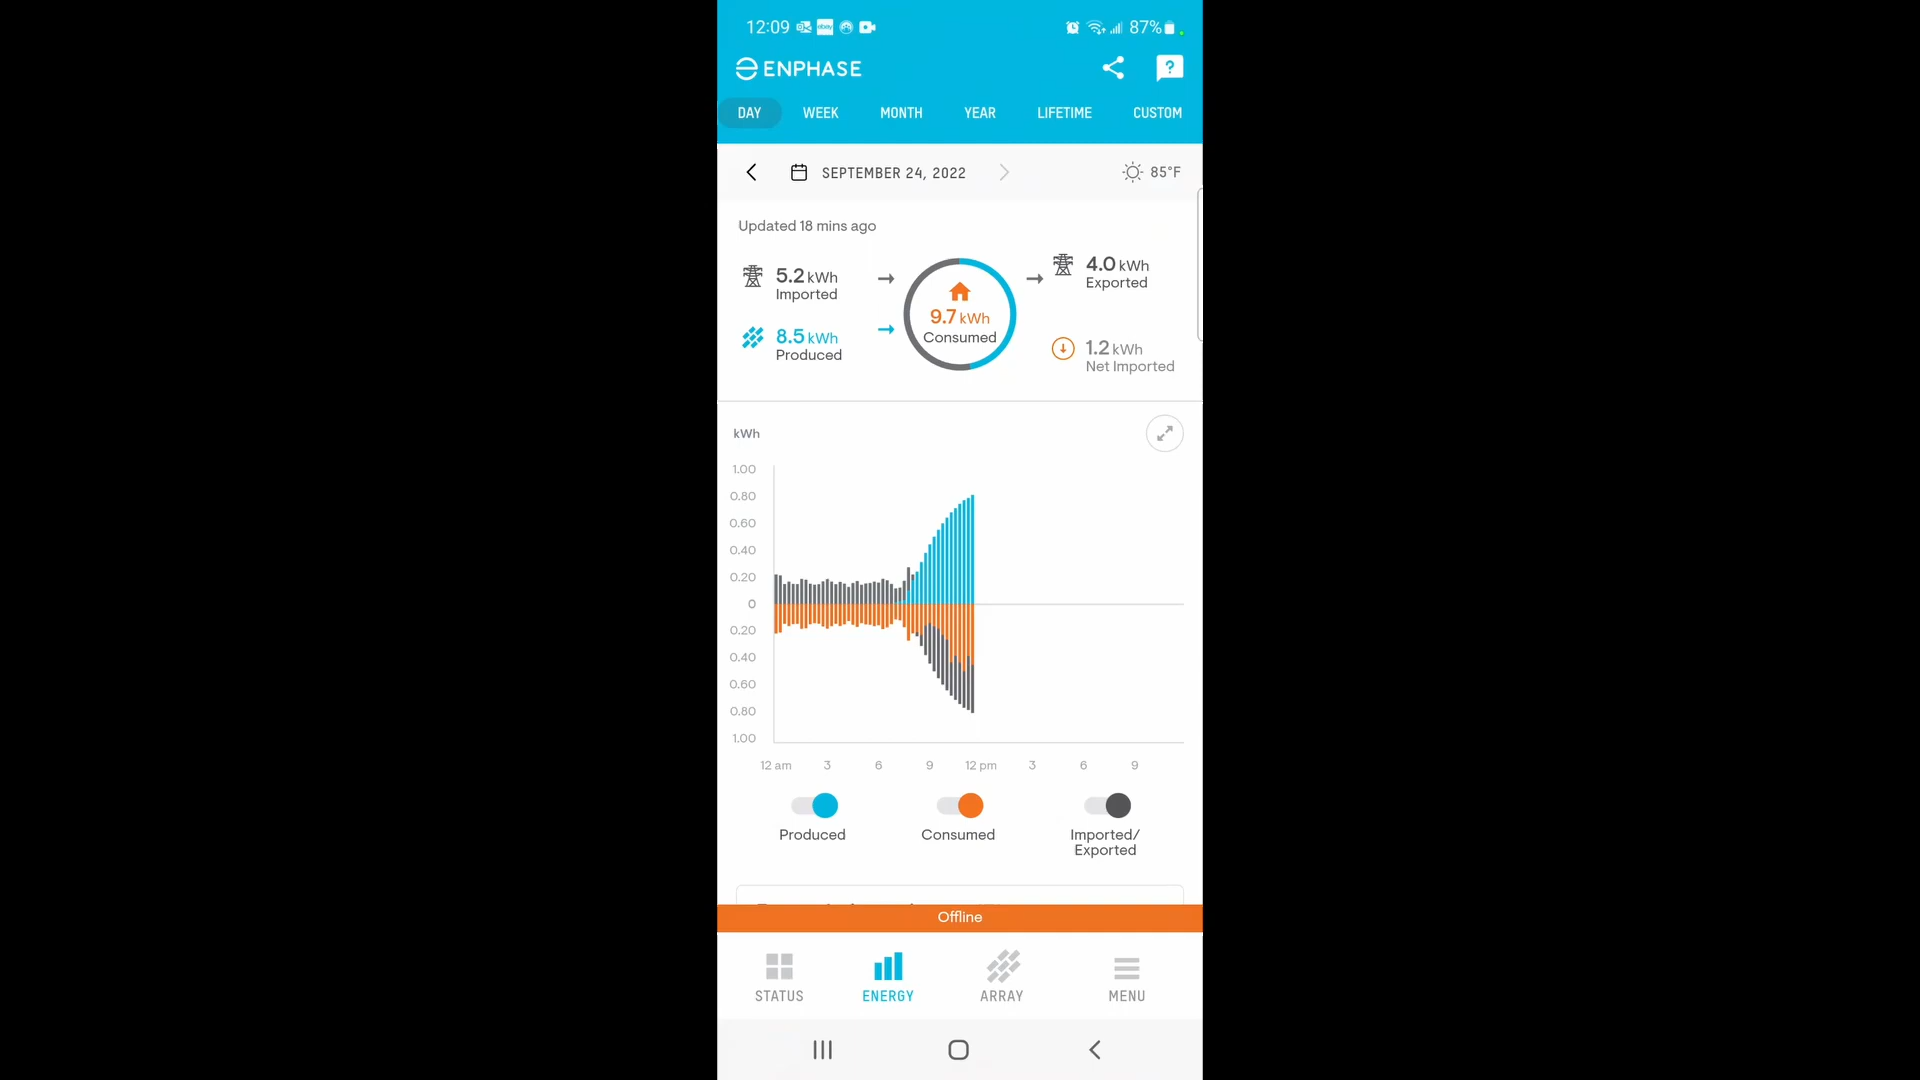 12:09 ebay 87%
ENPHASE ?
DAY WEEK MONTH YEAR LIFETIME CUSTOM
SEPTEMBER 24, 2022 85°F
Updated 18 mins ago
5.2 kWh
Imported
8.5 kWh
Produced
9.7 kWh
Consumed
4.0 kWh
Exported
1.2 kWh
Net Imported
kWh
1.00
0.80
0.60
0.40
0.20
0
0.20
0.40
0.60
0.80
1.00
12 am 3 6 9 12 pm 3 6 9
Produced
Consumed
Imported/
Exported
Offline
STATUS ENERGY ARRAY MENU